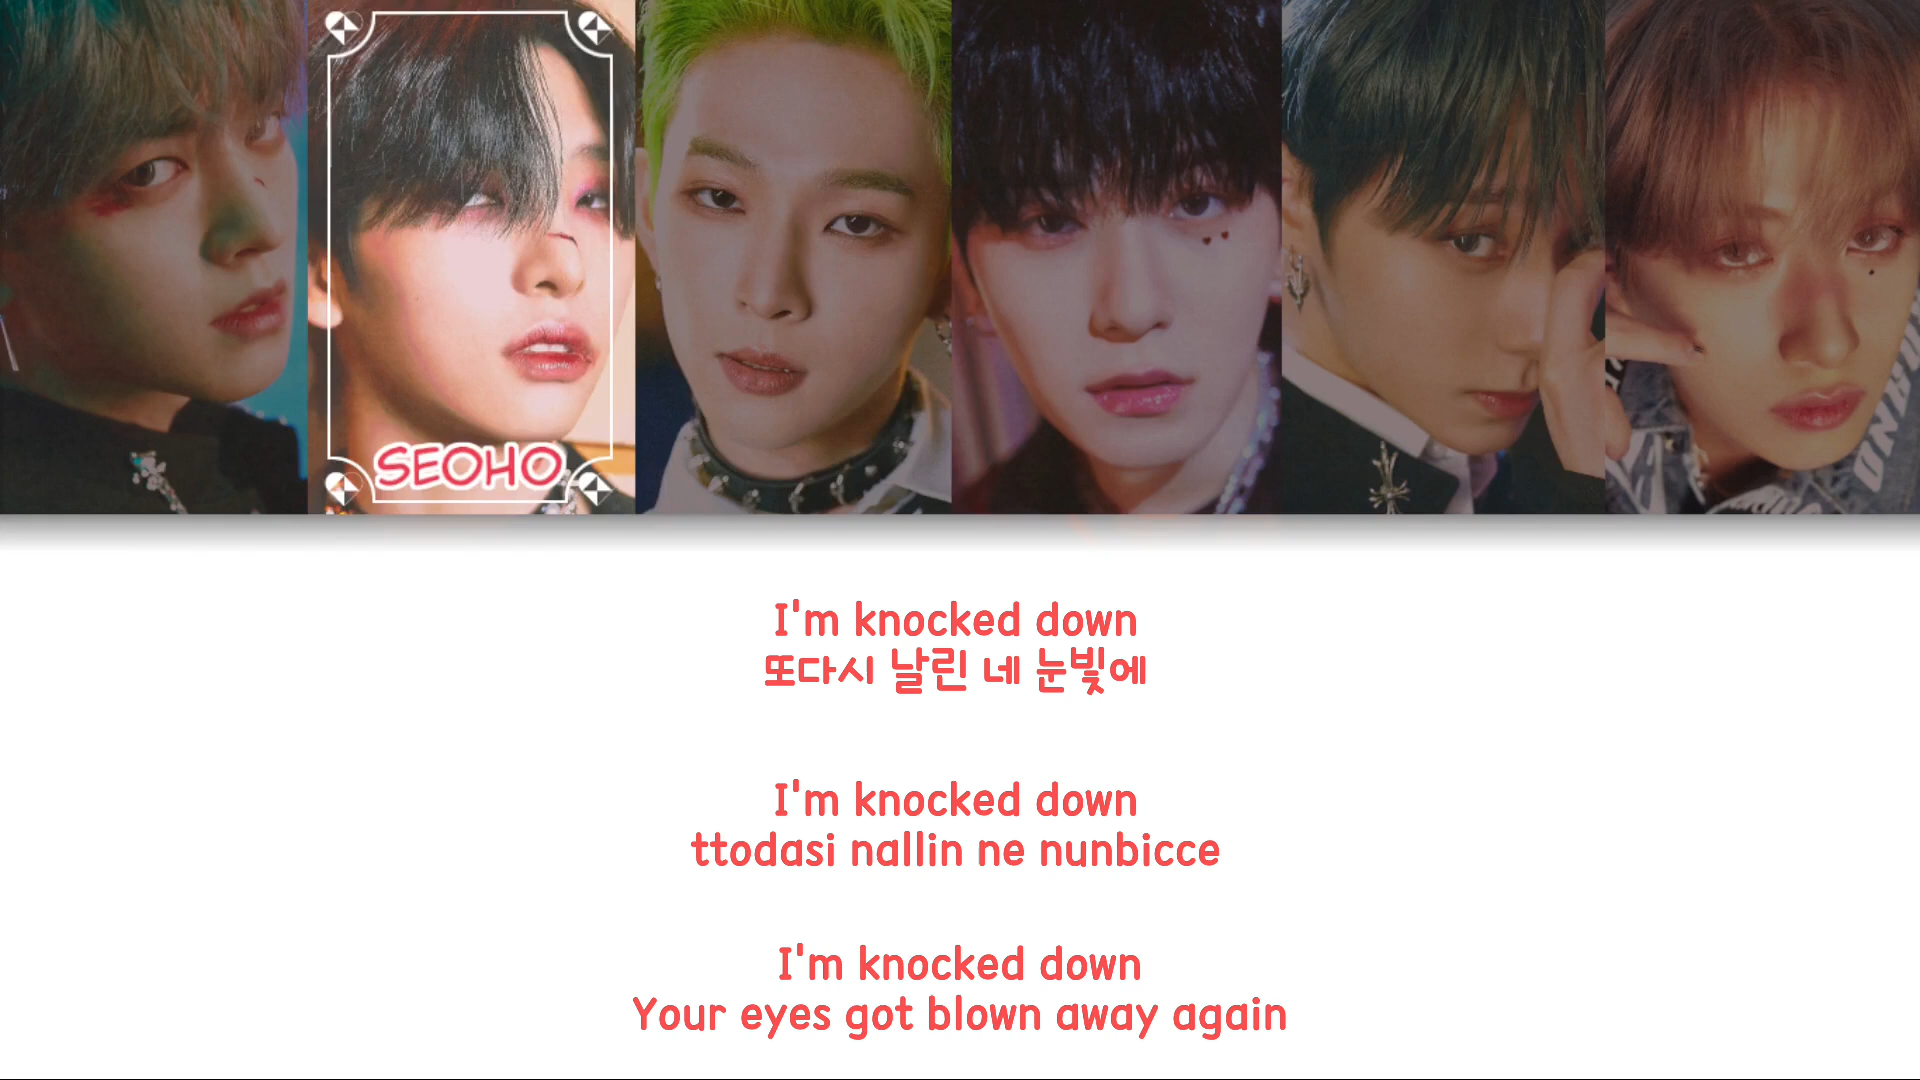 SEOHO
I'm knocked down
또다시 날린 네 눈빛에
I'm knocked down
ttodasi nallin ne nunbicce
I'm knocked down
Your eyes got blown away again